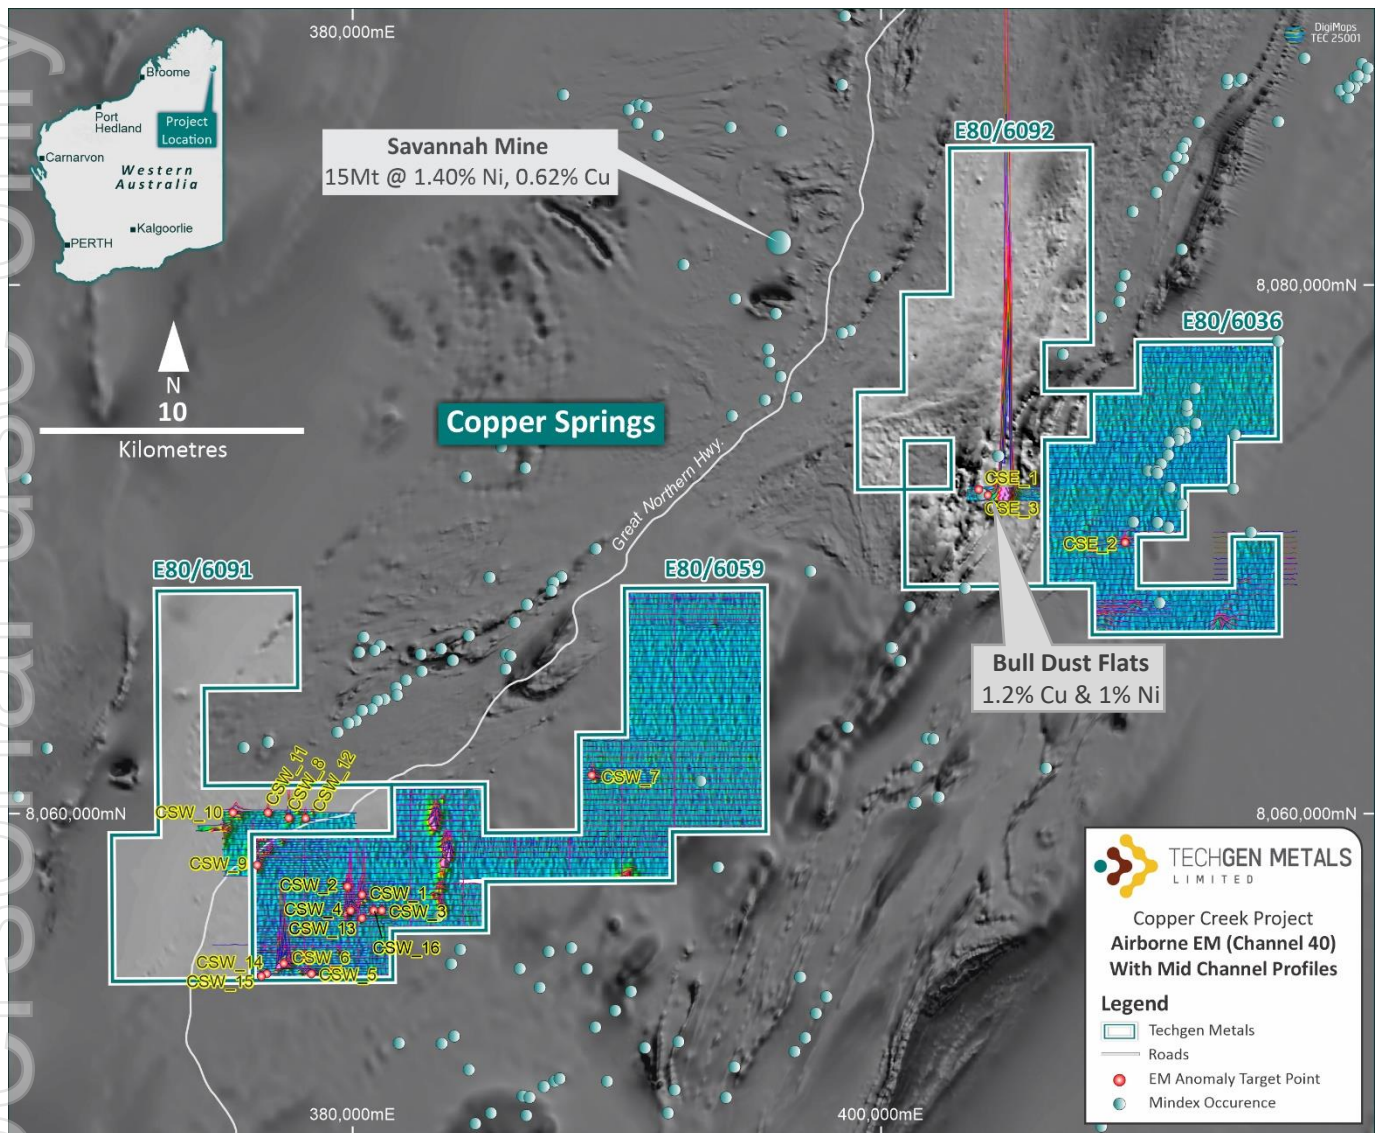 For personal use only
380,000mE
DigiMaps
TEC 25001
Broome
Port
Hedland
Project
Location
Carnarvon
Western
Australia
Kalgoorlie
PERTH
Savannah Mine
15Mt @ 1.40% Ni, 0.62% Cu
E80/6092
8,080,000mN
E80/6036
N
10
Kilometres
Copper Springs
Great Northern Hwy.
CSE_1
CSE_3
CSE_2
E80/6091
E80/6059
Bull Dust Flats
1.2% Cu & 1% Ni
CSW_11
CSW_8
CSW_12
CSW_7
CSW_10
8,060,000mN
8,060,000mN
CSW_9
CSW_2
CSW_1
CSW_4
CSW_3
CSW_13
CSW_16
CSW_14
CSW_6
CSW_15
CSW_5
TECHGEN METALS
LIMITED
Copper Creek Project
Airborne EM (Channel 40)
With Mid Channel Profiles
Legend
Techgen Metals
Roads
EM Anomaly Target Point
Mindex Occurence
380,000mE
400,000mE